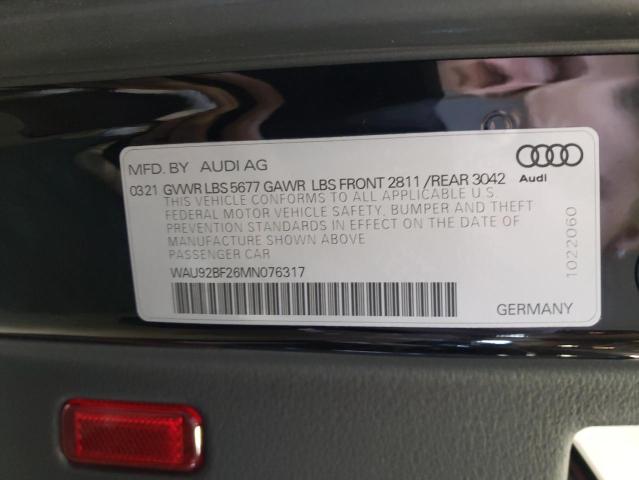 MFD. BY AUDI AG
03 21 GVWR LBS 5677 GAWR LBS FRONT 2811 /REAR 3042
THIS VEHICLE CONFORMS TO ALL APPLICABLE U.S.
FEDERAL MOTOR VEHICLE SAFETY, BUMPER AND THEFT
PREVENTION STANDARDS IN EFFECT ON THE DATE OF
MANUFACTURE SHOWN ABOVE
PASSENGER CAR
WAU92BF26MN076317
Audi
1022060
GERMANY